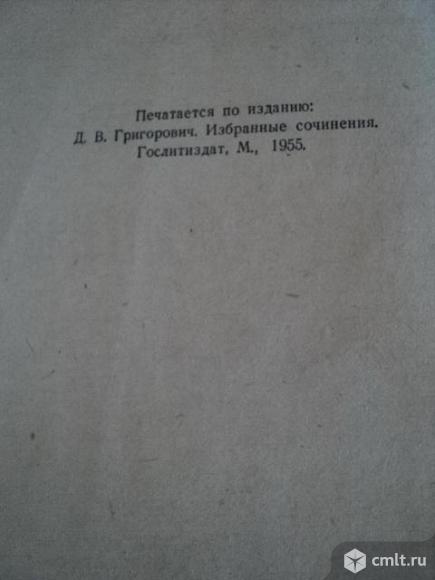 Печатается по изданию:
Д. В. Григорович. Избранные сочинения.
Гослитиздат, М., 1955.
cmlt.ru